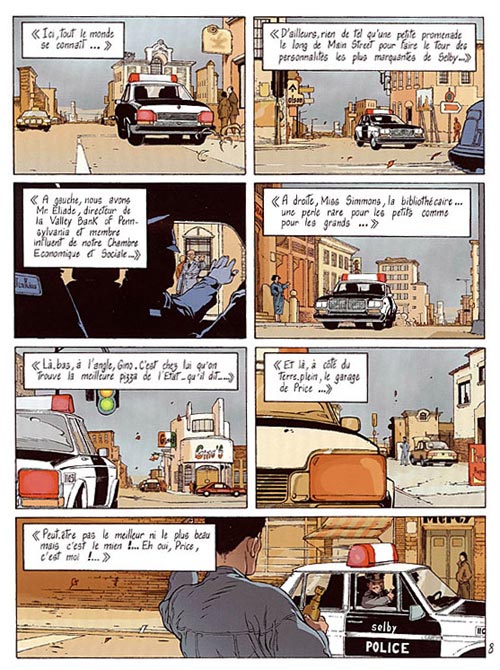 « Ici, tout le monde
se connaît ... »
« D'ailleurs, rien de tel qu'une petite promenade
le long de Main Street pour faire le tour des
personnalités les plus marquantes de Selby... »
« A gauche, nous avons
Mr. Eliade, directeur de
la Valley Bank of Penn-
sylvania et membre
influent de notre Chambre
Economique et Sociale...»
« A droite, Miss Simmons, la bibliothécaire...
une perle rare pour les petits comme
pour les grands ... »
« Là.bas, à l'angle, Gino. C'est chez lui qu'on
trouve la meilleure pizza de l'Etat_qu'il dit...»
« Et là, à côté du
terre.plein, le garage
de Price ...»
« Peut.être pas le meilleur ni le plus beau
mais c'est le mien !... Eh oui, Price,
c'est moi !... »
selby
POLICE
8